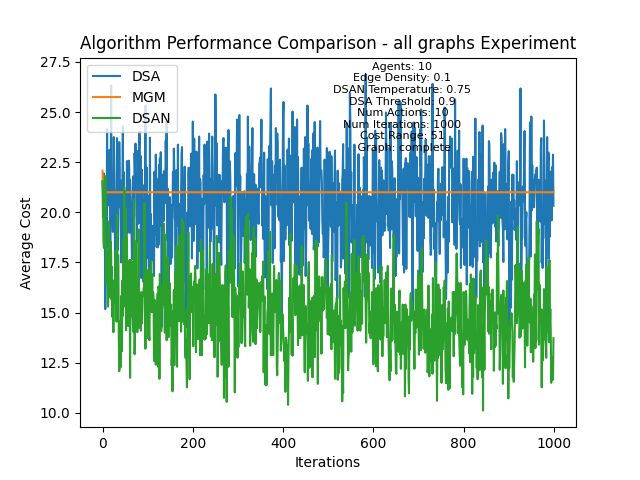 Algorithm Performance Comparison - all graphs Experiment
27.5
25.0
22.5
20.0
17.5
15.0
12.5
10.0
Average Cost
DSA
MGM
DSAN
Agents: 10
Edge Density: 0.1
DSAN Temperature: 0.75
DSA Threshold: 0.9
Num Actions: 10
Num Iterations: 1000
Cost Range: 51
Graph: complete
0
200
400
600
800
1000
Iterations